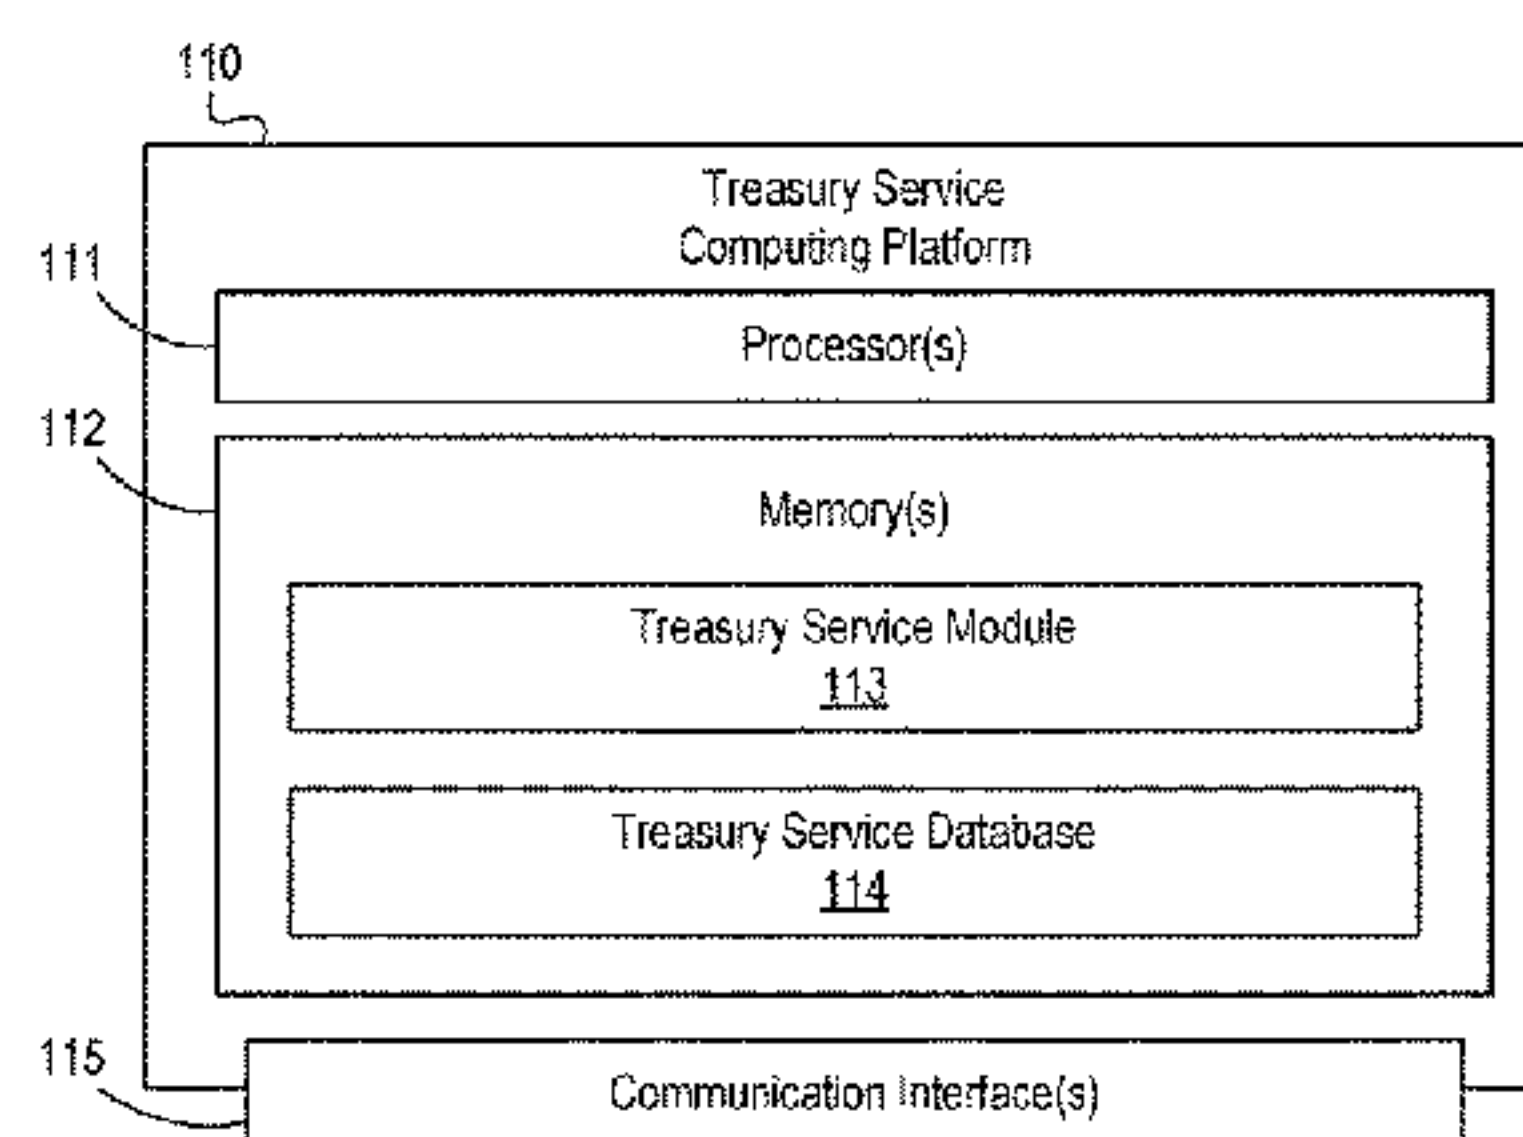 110
Treasury Service
Computing Platform
111
Processor(s)
112
Memory(s)
Treasury Service Module
113
Treasury Service Database
114
115
Communication Interface(s)